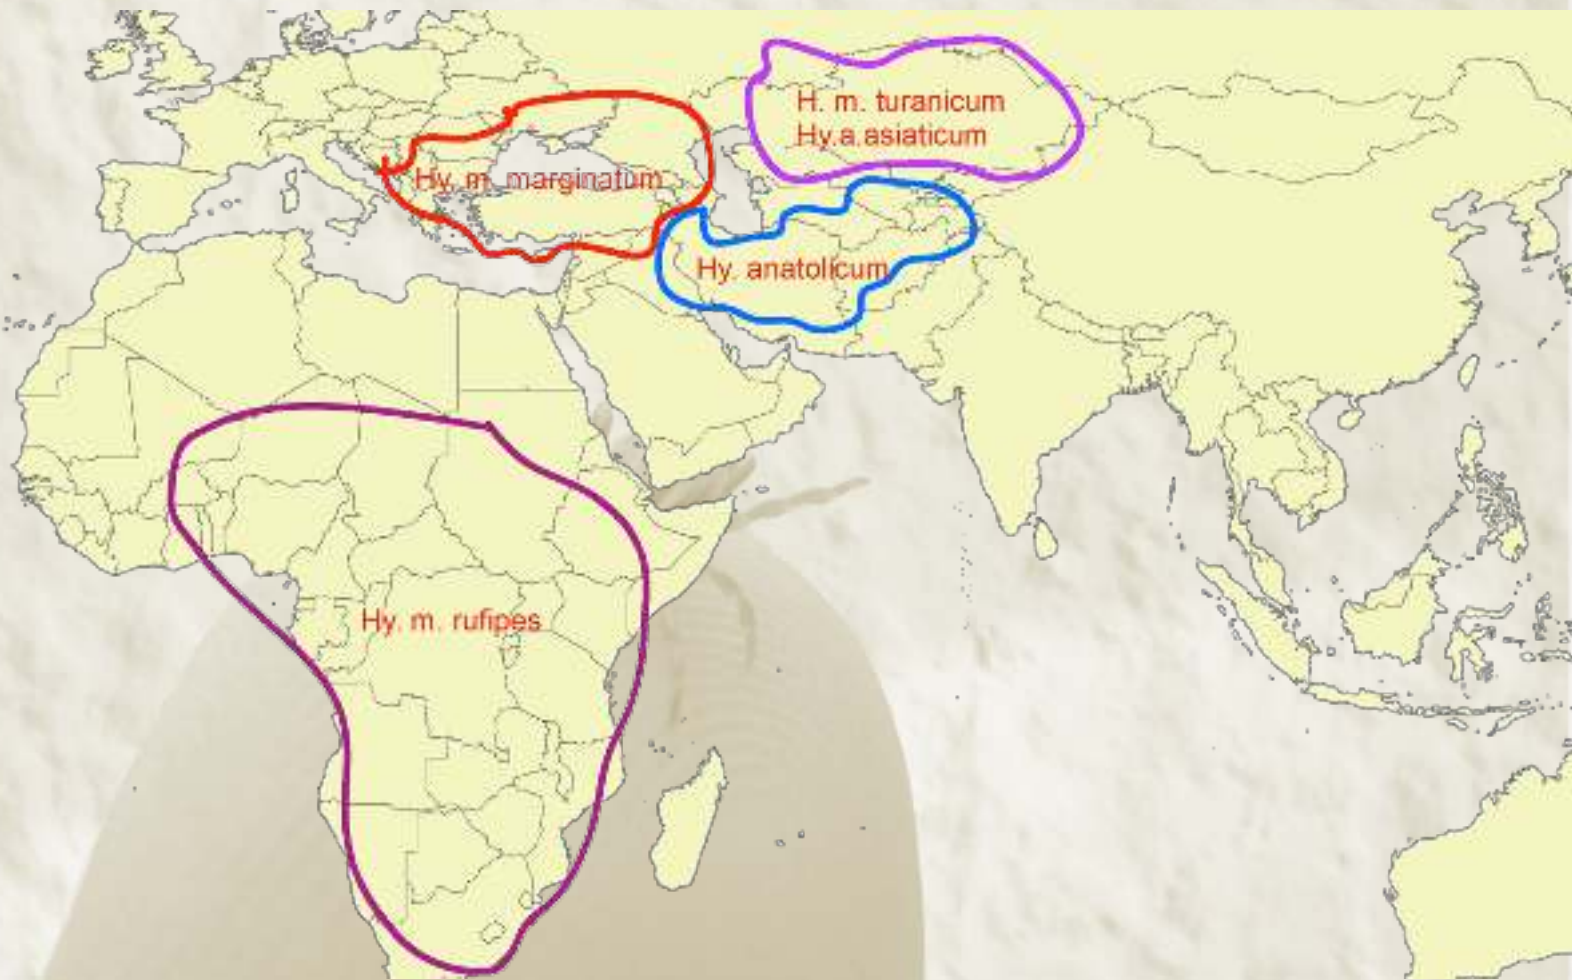 H. m. turanicum
Hy.a.asiaticum
Hy. m. marginatum
Hy. anatolicum
Hy. m. rufipes